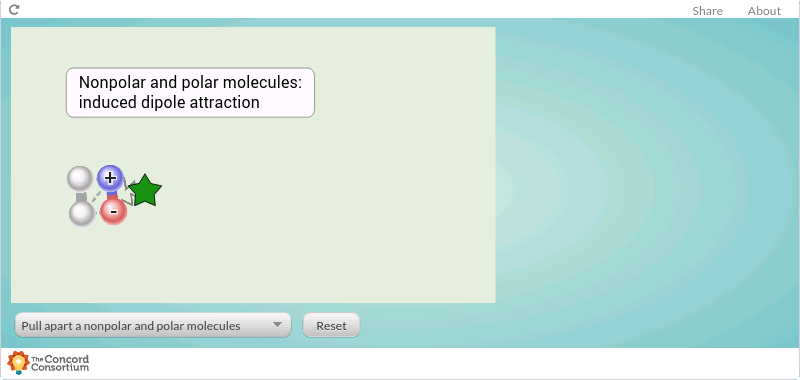 Share About
Nonpolar and polar molecules:
induced dipole attraction
+
-
Pull apart a nonpolar and polar molecules
Reset
The Concord
Consortium